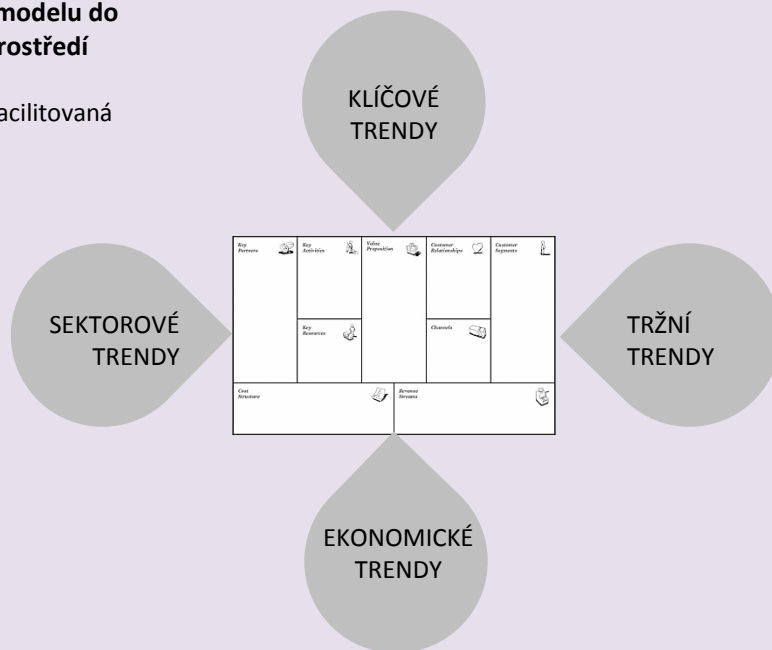 modelu do
rostředí
acilitovaná
KLÍČOVÉ
TRENDY
SEKTOROVÉ
TRENDY
Key
Partners
Key
Activities
Value
Proposition
Customer
Relationships
Customer
Segments
Key
Resources
Channels
Cost
Structure
Revenue
Streams
TRŽNÍ
TRENDY
EKONOMICKÉ
TRENDY